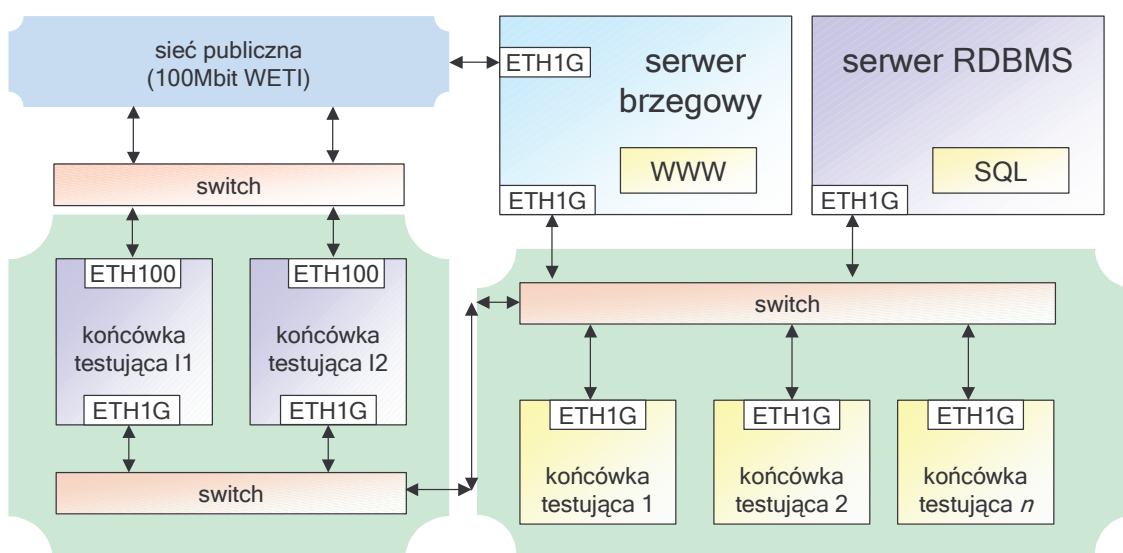 sieć publiczna
(100Mbit WETI)
switch
ETH100
ETH100
końcówka
testująca I1
końcówka
testująca I2
ETH1G
ETH1G
switch
ETH1G
serwer
brzegowy
WWW
ETH1G
serwer RDBMS
SQL
ETH1G
switch
ETH1G
ETH1G
ETH1G
końcówka
testująca 1
końcówka
testująca 2
końcówka
testująca n